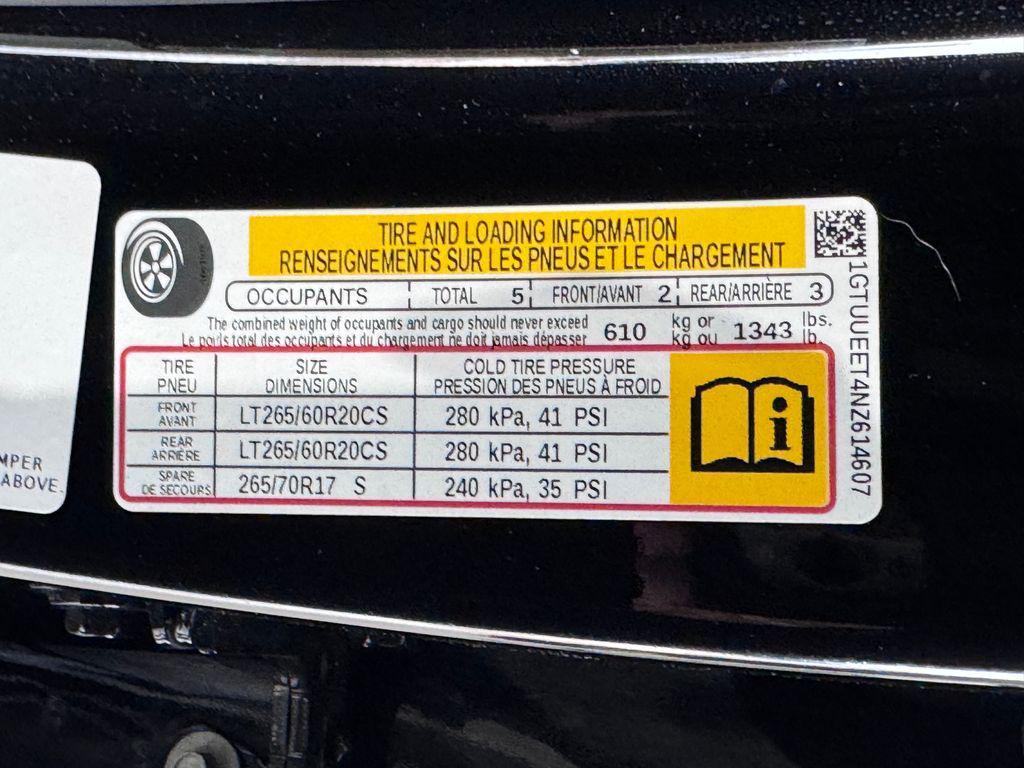 TIRE AND LOADING INFORMATION
RENSEIGNEMENTS SUR LES PNEUS ET LE CHARGEMENT
OCCUPANTS TOTAL 5 FRONT/AVANT 2 REAR/ARRIÈRE 3
The combined weight of occupants and cargo should never exceed 610 kg or 1343 lbs.
Le poids total des occupants et du chargement ne doit jamais dépasser kg ou lb.
TIRE SIZE COLD TIRE PRESSURE
PNEU DIMENSIONS PRESSION DES PNEUS À FROID
FRONT
AVANT LT265/60R20CS 280 kPa, 41 PSI
REAR
ARRIÈRE LT265/60R20CS 280 kPa, 41 PSI
SPARE
DE SECOURS 265/70R17 S 240 kPa, 35 PSI
i
1GTUUEET4NZ614607
MPER
ABOVE.